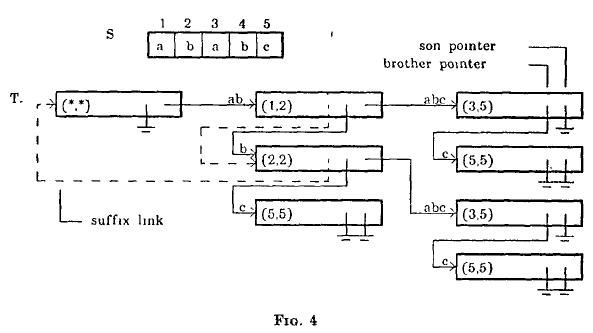 1 2 3 4 5
S a b a b c
son pointer
brother pointer
T. (*,*) ab (1,2) abc (3,5)
b (2,2) c (5,5)
suffix link c (5,5) abc (3,5)
c (5,5)
FIG. 4